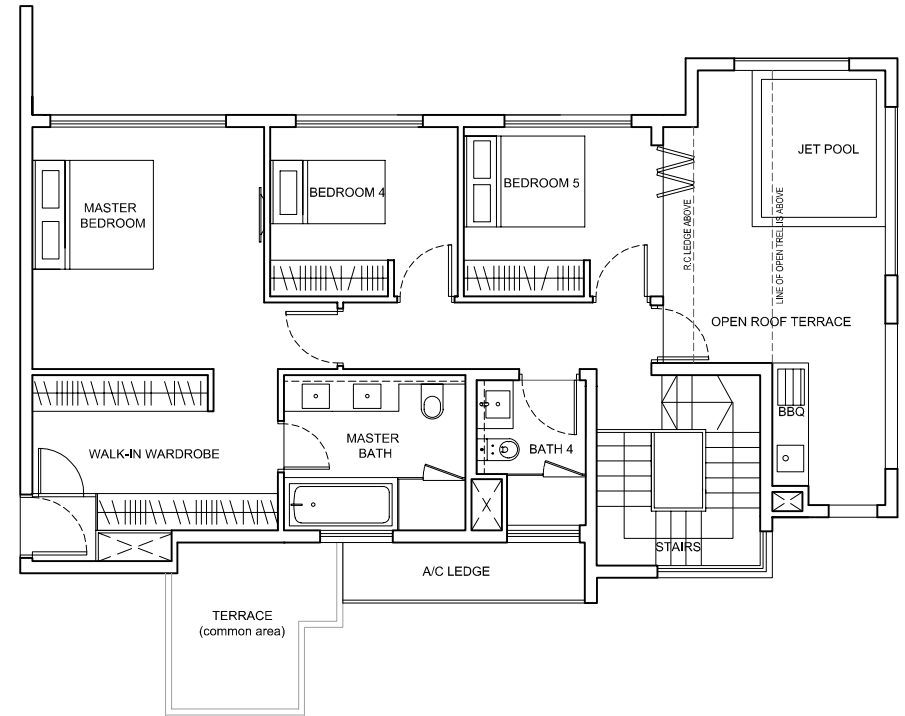 JET POOL
MASTER
BEDROOM
BEDROOM 4
BEDROOM 5
R.C LEDGE ABOVE
LINE OF OPEN TRELLIS ABOVE
OPEN ROOF TERRACE
BBQ
WALK-IN WARDROBE
MASTER
BATH
BATH 4
X
STAIRS
A/C LEDGE
TERRACE
(common area)